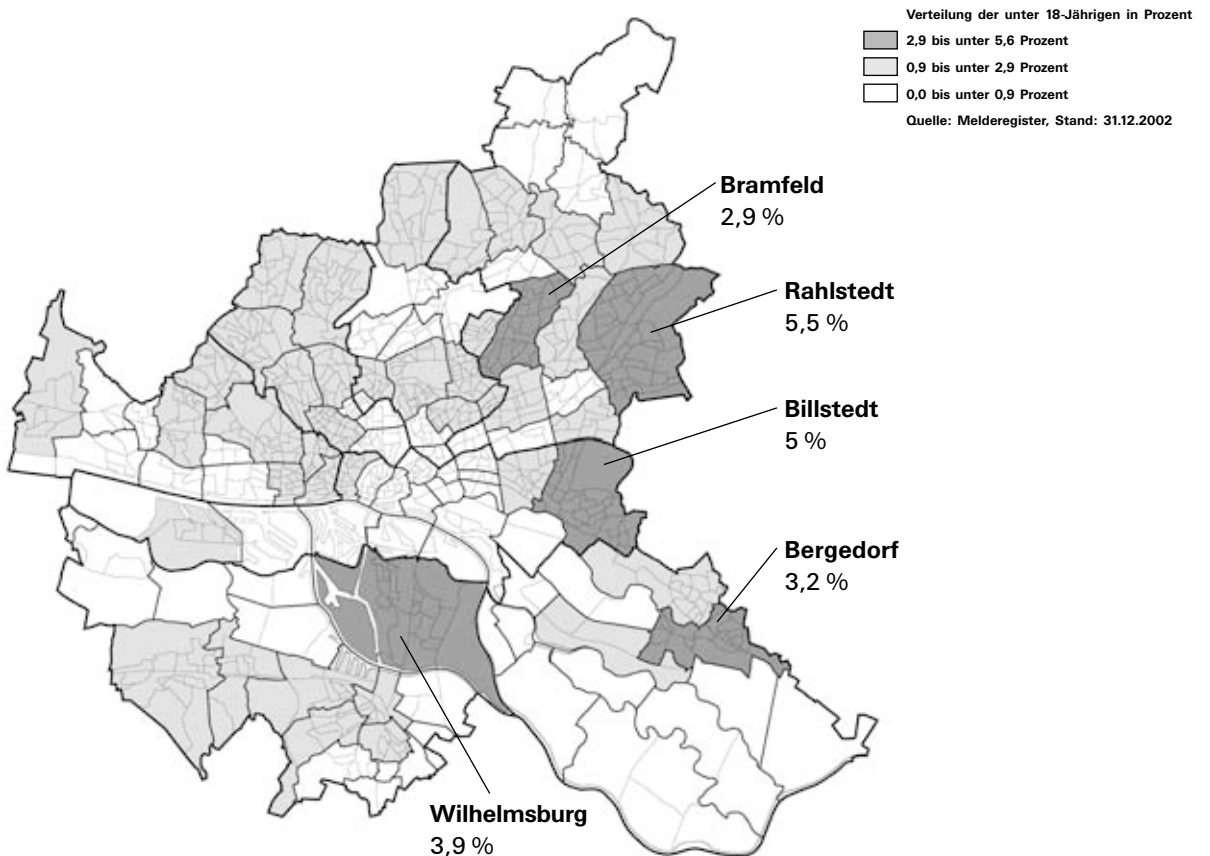 Verteilung der unter 18-Jährigen in Prozent
2,9 bis unter 5,6 Prozent
0,9 bis unter 2,9 Prozent
0,0 bis unter 0,9 Prozent
Quelle: Melderegister, Stand: 31.12.2002
Bramfeld
2,9 %
Rahlstedt
5,5 %
Billstedt
5 %
Bergedorf
3,2 %
Wilhelmsburg
3,9 %